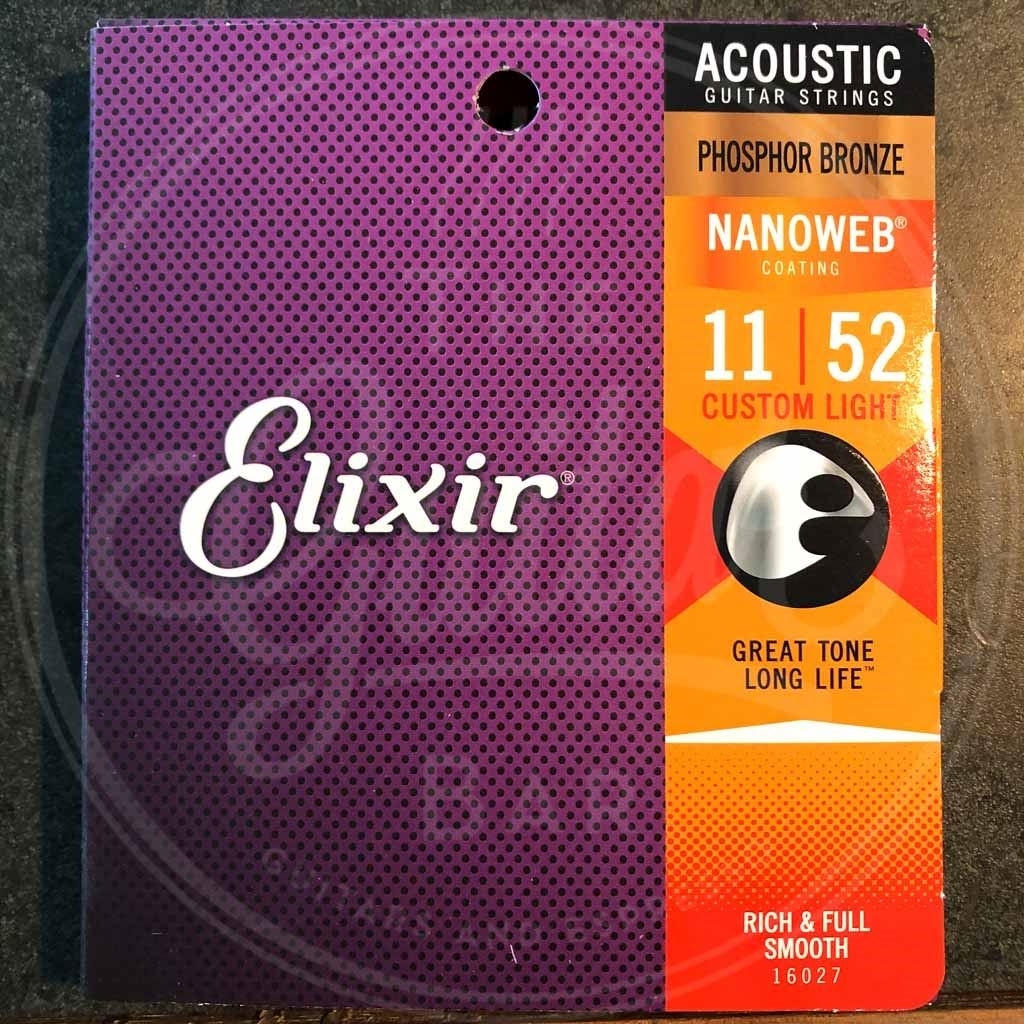 ACOUSTIC
GUITAR STRINGS
PHOSPHOR BRONZE
NANOWEB®
COATING
11 | 52
CUSTOM LIGHT
Elixir®
GREAT TONE
LONG LIFE™
RICH & FULL
SMOOTH
16027